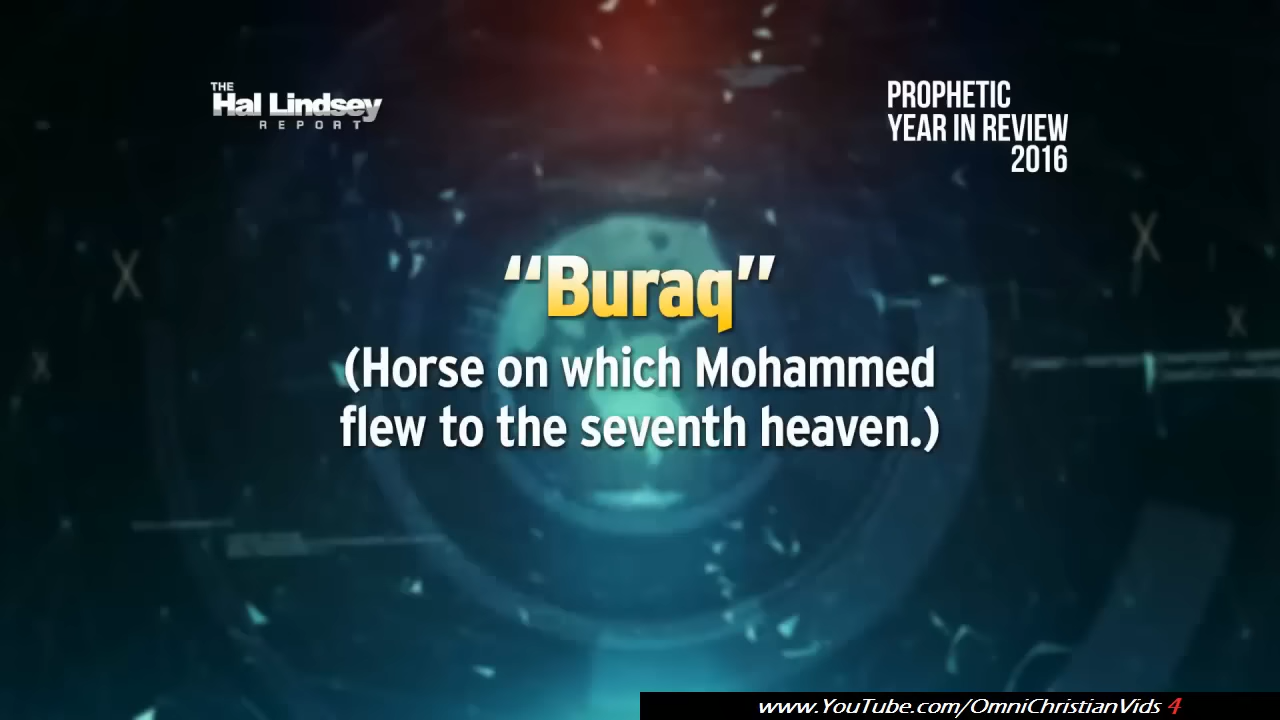 THE
Hal Lindsey
REPORT
PROPHETIC
YEAR IN REVIEW
2016
“Buraq”
(Horse on which Mohammed
flew to the seventh heaven.)
www.YouTube.com/OmniChristianVids 4